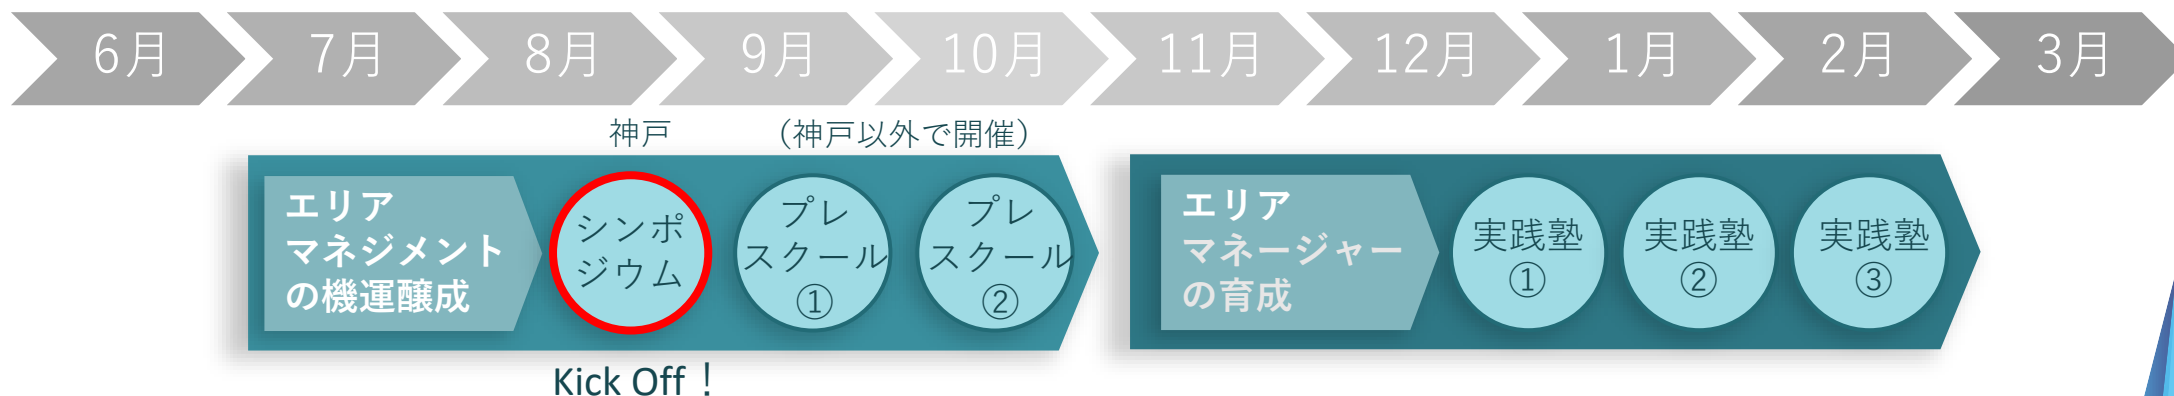 6月 7月 8月 9月 10月 11月 12月 1月 2月 3月
神戸 （神戸以外で開催）
エリア
マネジメント
の機運醸成
シンポ
ジウム
プレ
スクール
①
プレ
スクール
②
エリア
マネージャー
の育成
実践塾
①
実践塾
②
実践塾
③
Kick Off！